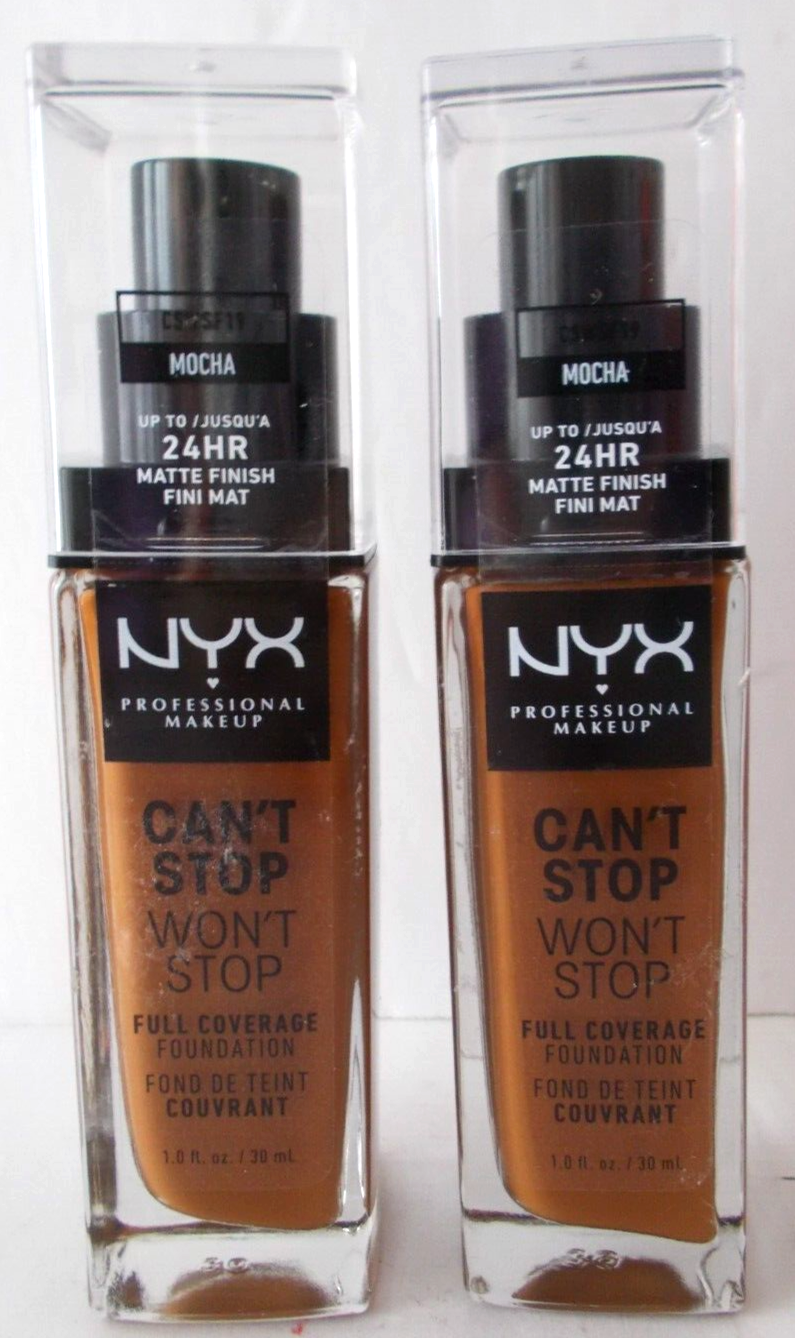 CSWSF19
MOCHA
UP TO / JUSQU'A
24HR
MATTE FINISH
FINI MAT
NYX
PROFESSIONAL
MAKEUP
CAN'T
STOP
WON'T
STOP
FULL COVERAGE
FOUNDATION
FOND DE TEINT
COUVRANT
1.0 fl. oz. / 30 mL
CSWSF19
MOCHA
UP TO / JUSQU'A
24HR
MATTE FINISH
FINI MAT
NYX
PROFESSIONAL
MAKEUP
CAN'T
STOP
WON'T
STOP
FULL COVERAGE
FOUNDATION
FOND DE TEINT
COUVRANT
1.0 fl. oz. / 30 mL